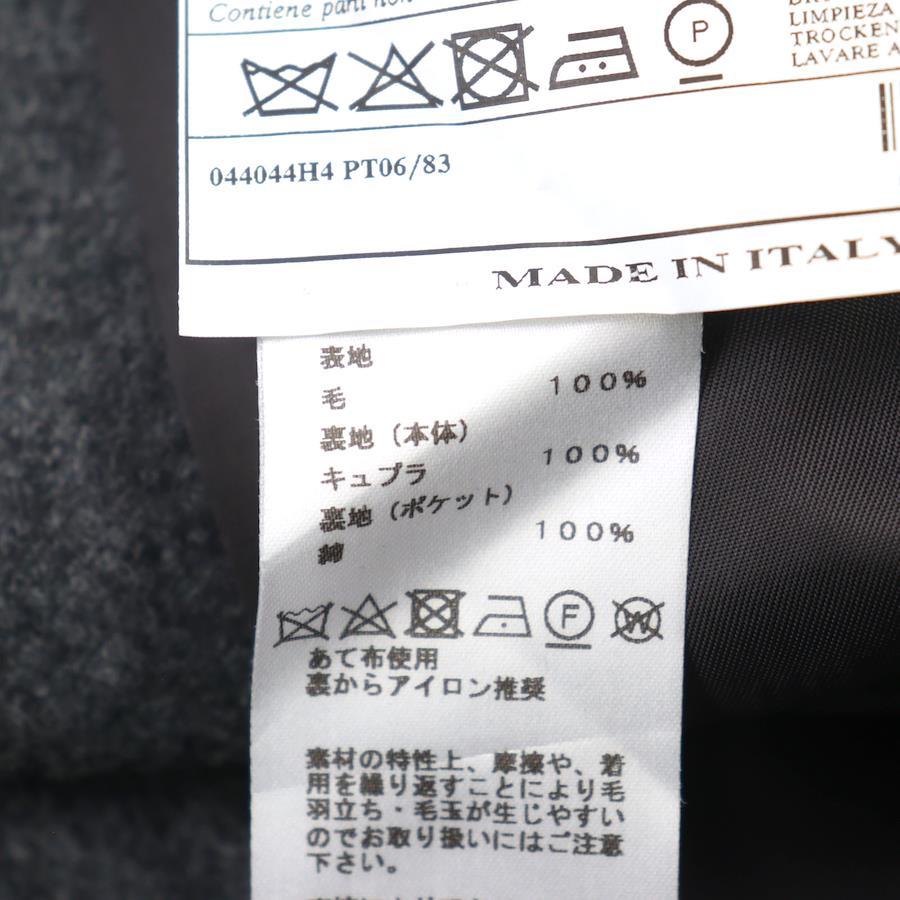 Contiene parti non
P
LIMPIEZA
TROCKEN
LAVARE A
044044H4 PT06/83
MADE IN ITALY
表地
毛 100%
裏地（本体）
キュプラ 100%
裏地（ポケット）
綿 100%
F W
あて布使用
裏からアイロン推奨
素材の特性上、摩擦や、着
用を繰り返すことにより毛
羽立ち・毛玉が生じやすい
のでお取り扱いにはご注意
下さい。